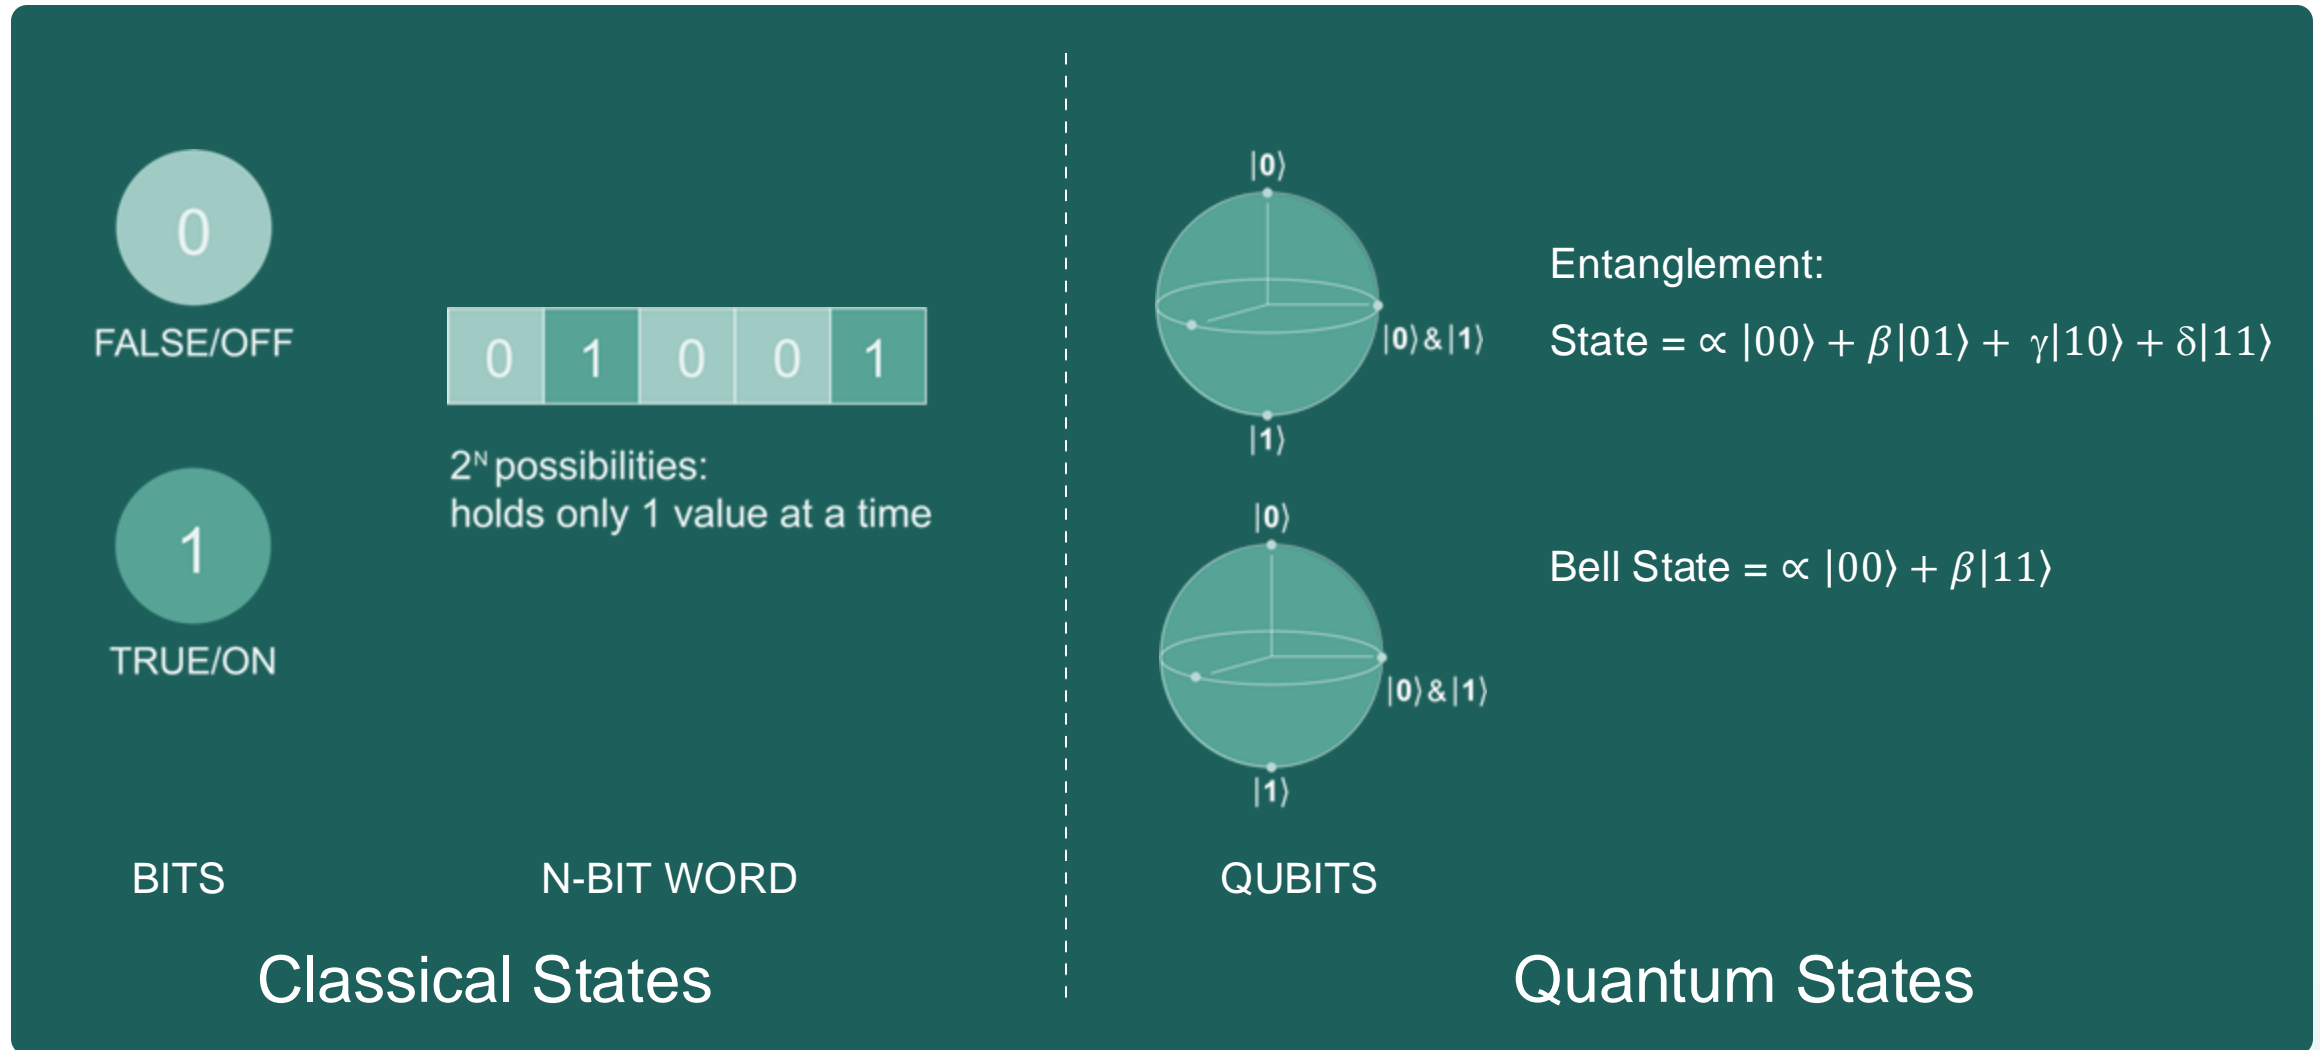 0
FALSE/OFF
1
TRUE/ON
BITS
0 1 0 0 1
2ᴺ possibilities:
holds only 1 value at a time
N-BIT WORD
Classical States
|0⟩
|0⟩&|1⟩
|1⟩
|0⟩
|0⟩&|1⟩
|1⟩
QUBITS
Entanglement:
State = ∝ |00⟩ + β|01⟩ + γ|10⟩ + δ|11⟩
Bell State = ∝ |00⟩ + β|11⟩
Quantum States